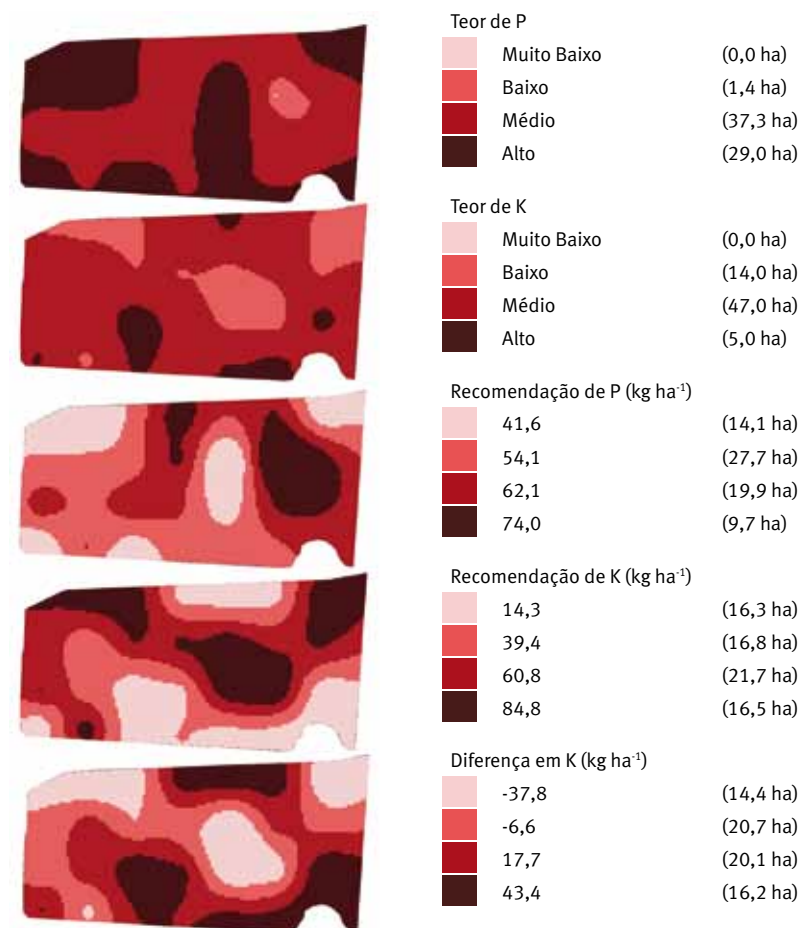 Teor de P
Muito Baixo (0,0 ha)
Baixo (1,4 ha)
Médio (37,3 ha)
Alto (29,0 ha)
Teor de K
Muito Baixo (0,0 ha)
Baixo (14,0 ha)
Médio (47,0 ha)
Alto (5,0 ha)
Recomendação de P (kg ha⁻¹)
41,6 (14,1 ha)
54,1 (27,7 ha)
62,1 (19,9 ha)
74,0 (9,7 ha)
Recomendação de K (kg ha⁻¹)
14,3 (16,3 ha)
39,4 (16,8 ha)
60,8 (21,7 ha)
84,8 (16,5 ha)
Diferença em K (kg ha⁻¹)
-37,8 (14,4 ha)
-6,6 (20,7 ha)
17,7 (20,1 ha)
43,4 (16,2 ha)